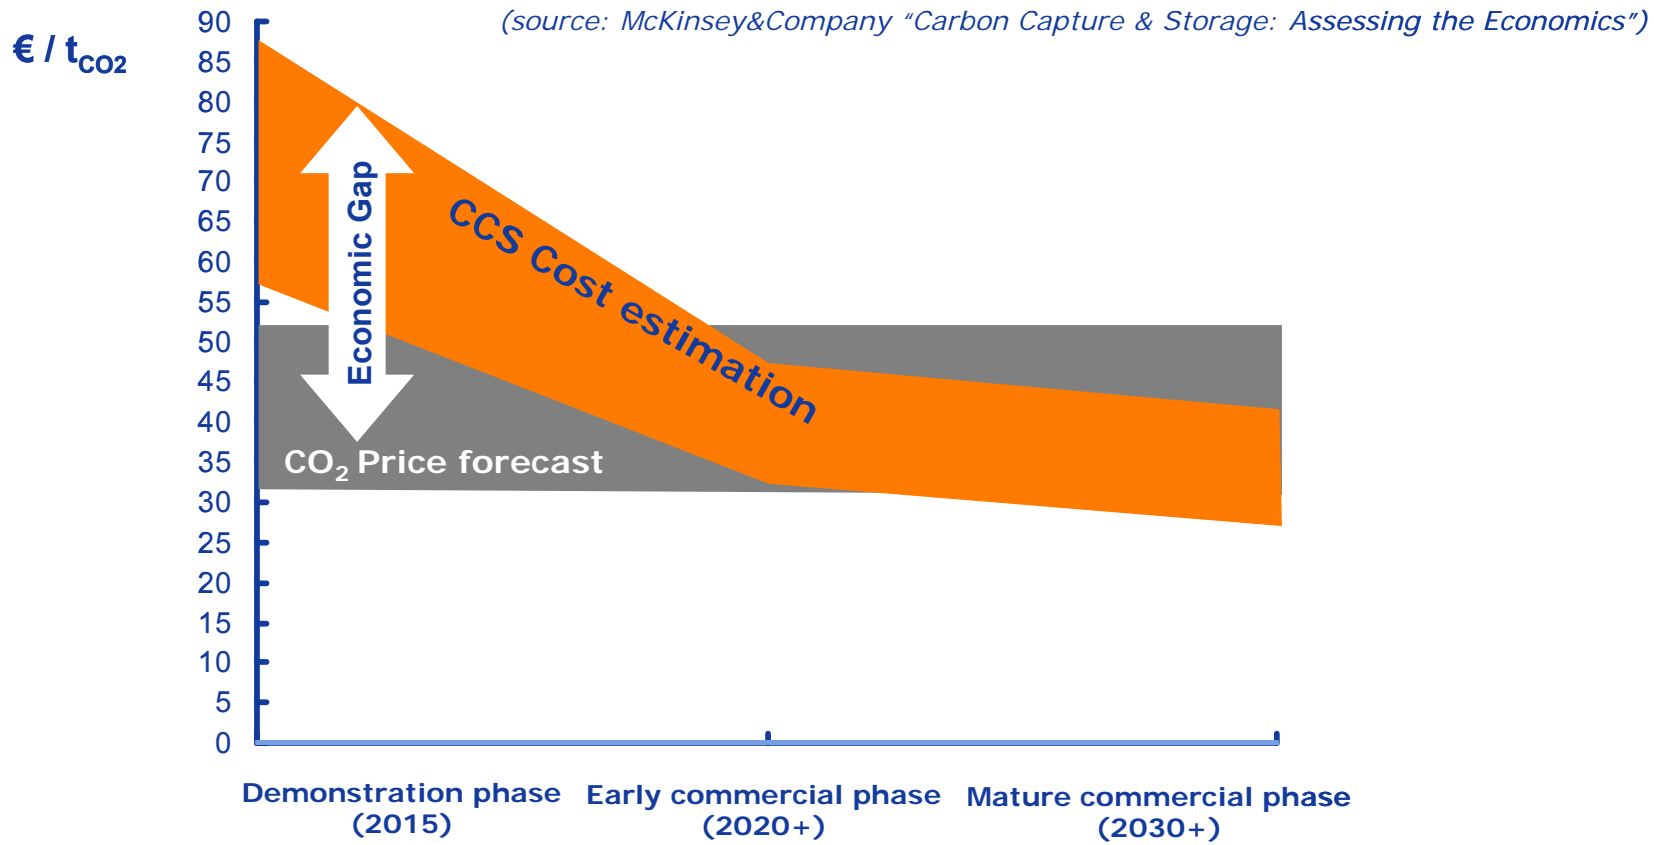 (source: McKinsey&Company “Carbon Capture & Storage: Assessing the Economics”)
€ / tCO2
90
85
80
75
70
65
60
55
50
45
40
35
30
25
20
15
10
5
0
Economic Gap
CCS Cost estimation
CO2 Price forecast
Demonstration phase
(2015)
Early commercial phase
(2020+)
Mature commercial phase
(2030+)